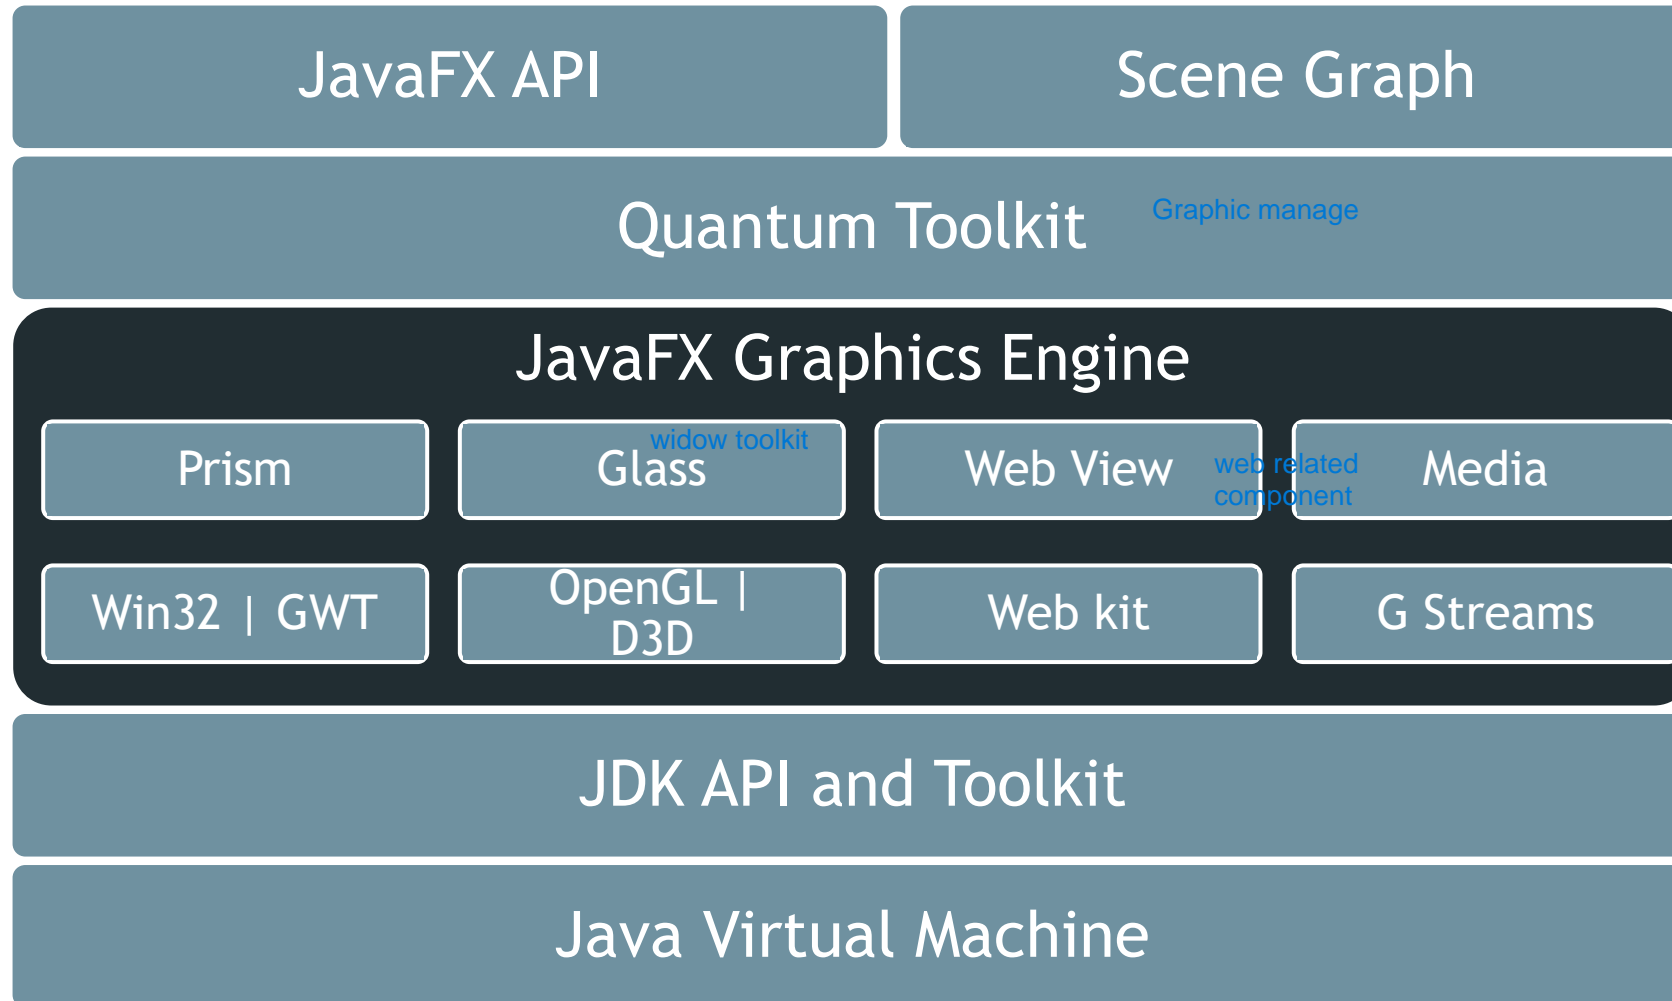 JavaFX API
Scene Graph
Quantum Toolkit
Graphic manage
JavaFX Graphics Engine
Prism
widow toolkit
Glass
Web View
web related
component
Media
Win32 | GWT
OpenGL |
D3D
Web kit
G Streams
JDK API and Toolkit
Java Virtual Machine